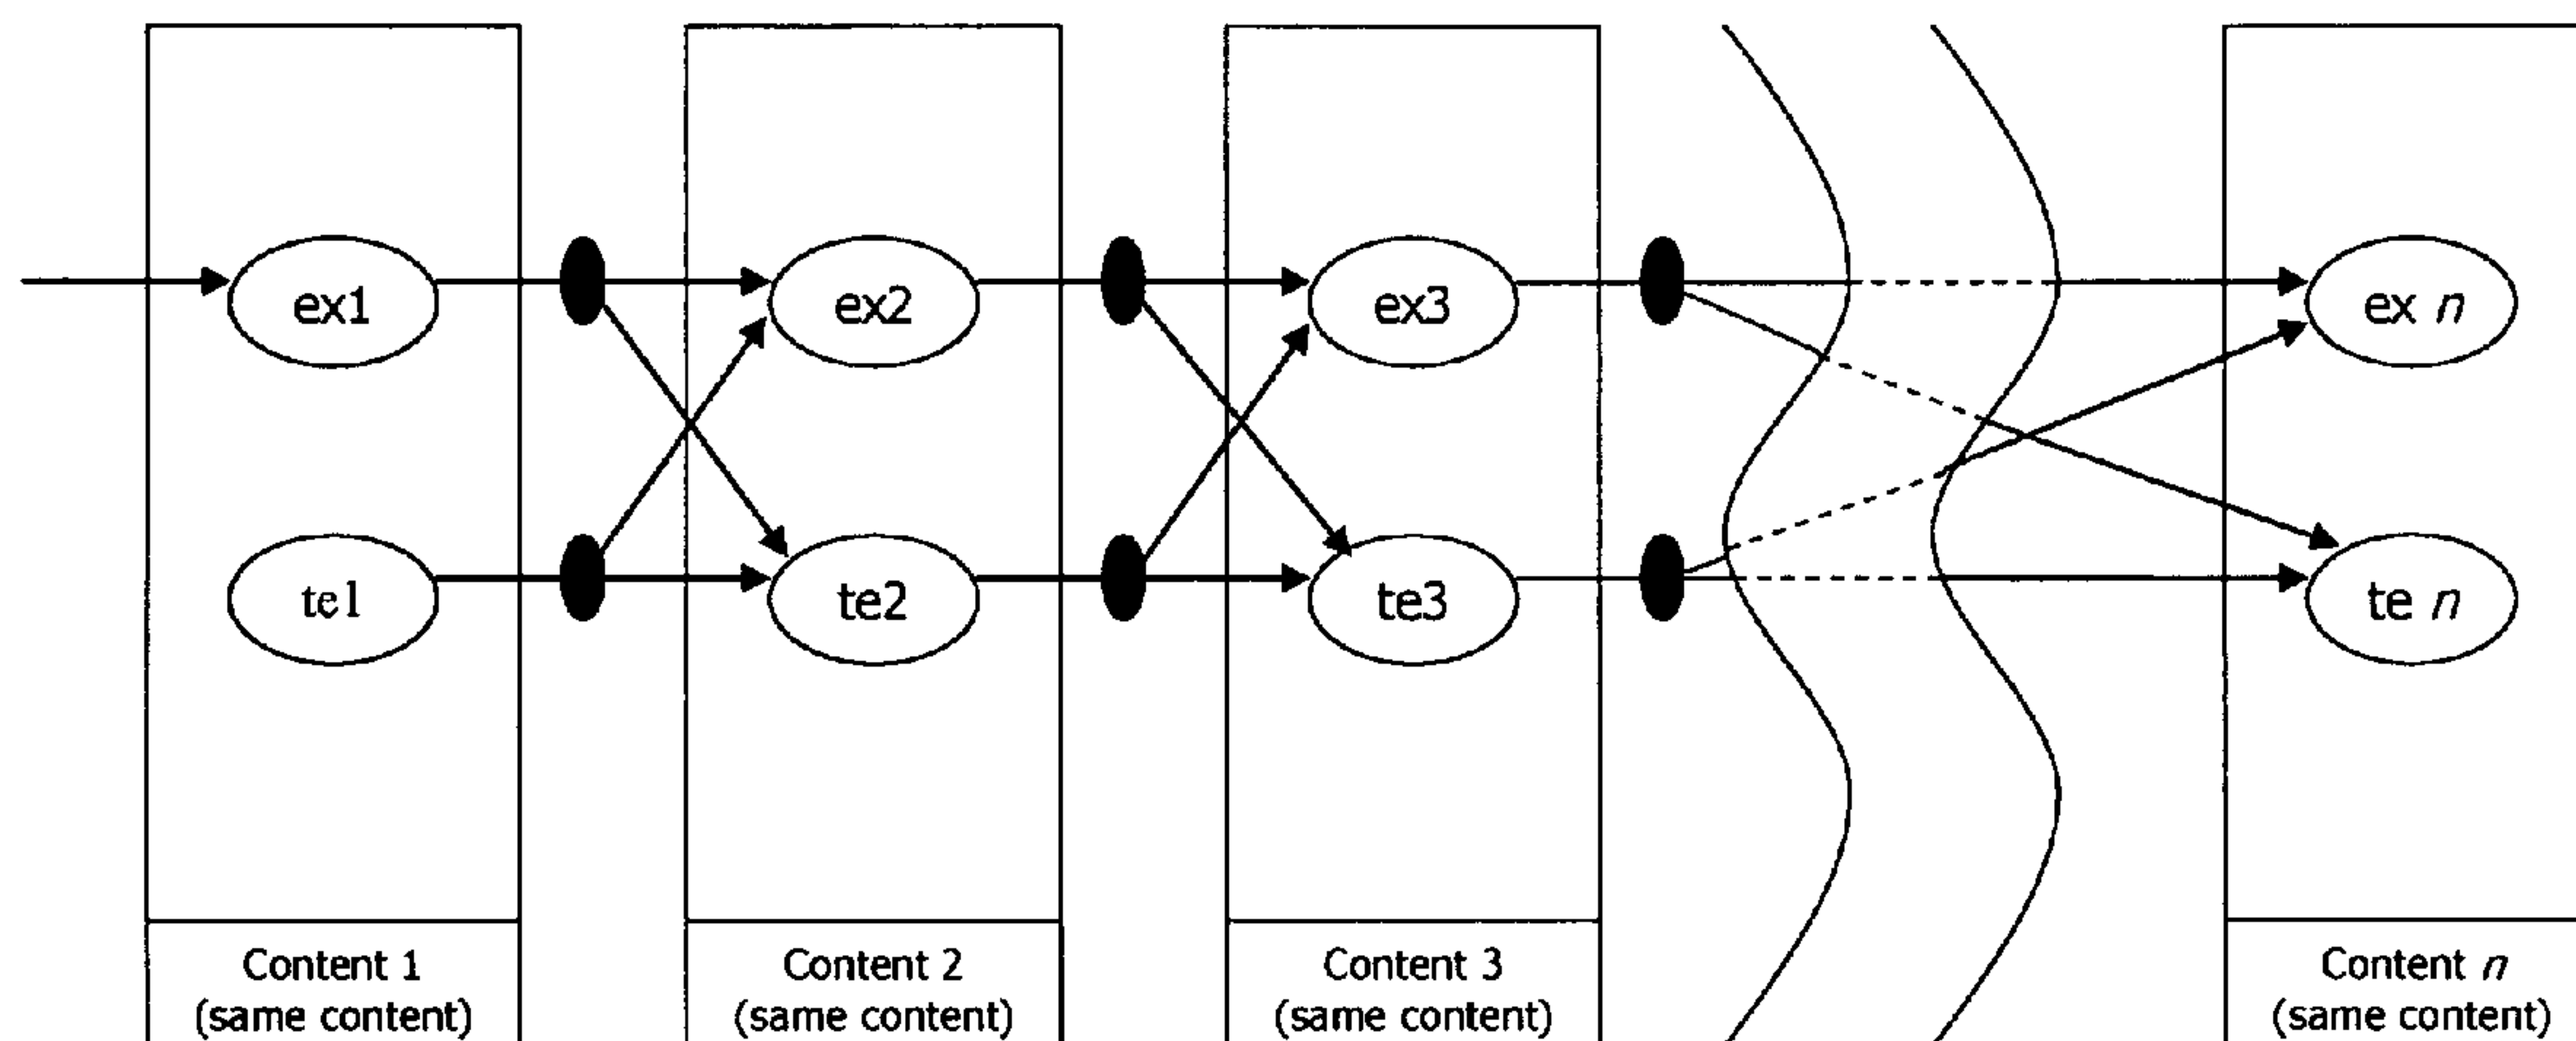 ex1
ex2
ex3
ex n
te1
te2
te3
te n
Content 1
(same content)
Content 2
(same content)
Content 3
(same content)
Content n
(same content)